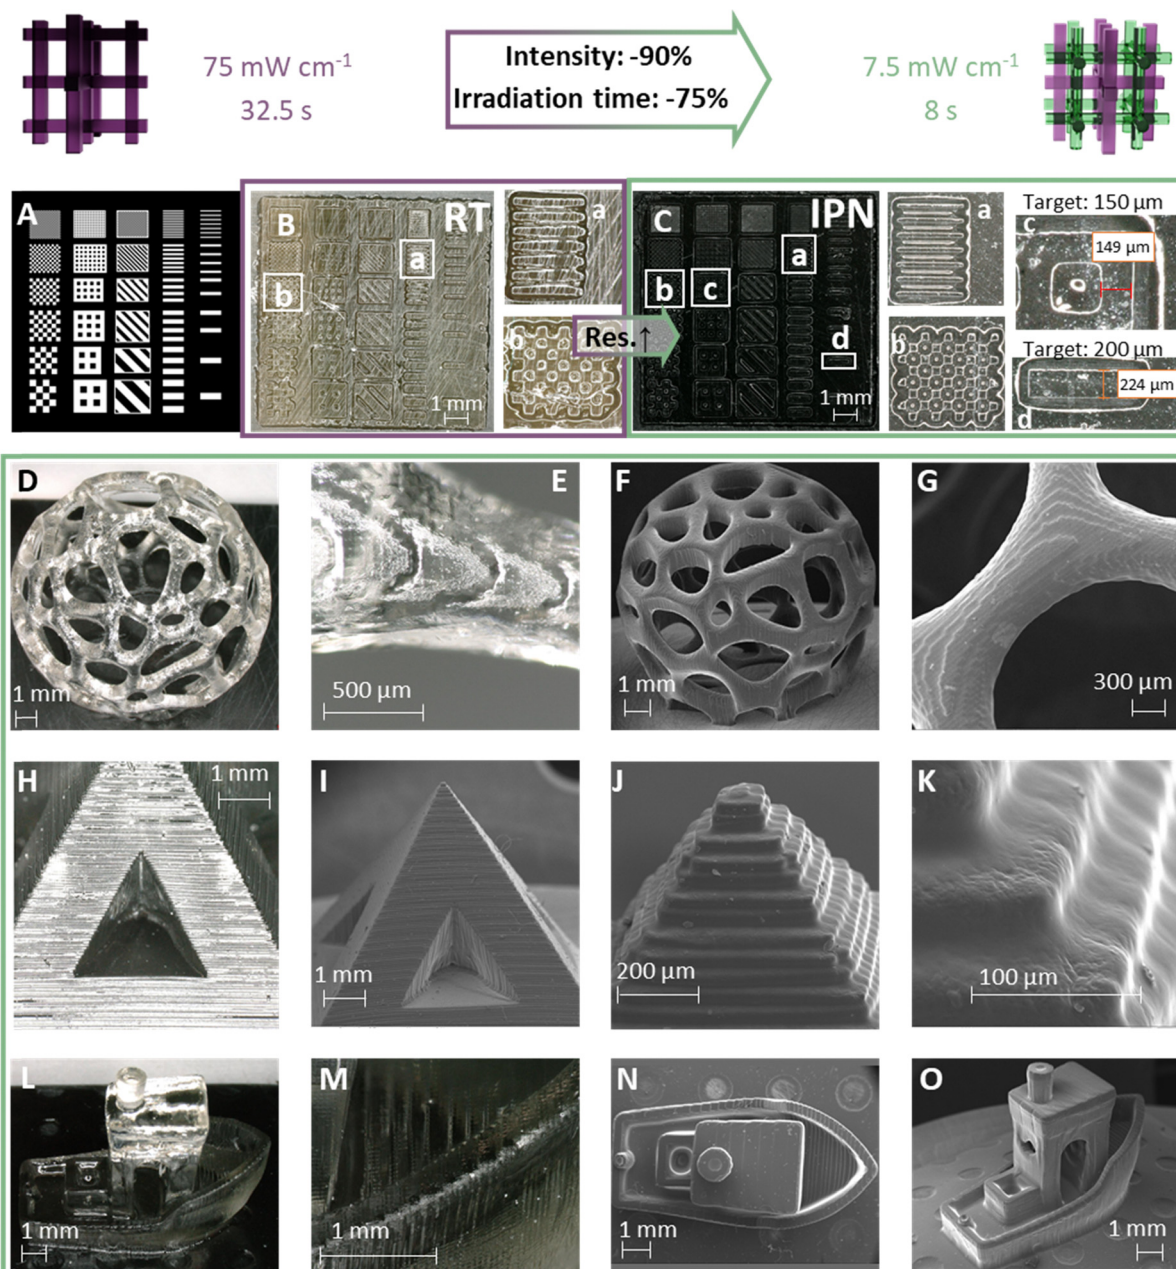 75 mW cm-1
32.5 s
Intensity: -90%
Irradiation time: -75%
7.5 mW cm-1
8 s
A
B
RT
a
b
1 mm
a
b
Res.↑
C
IPN
a
b
c
d
1 mm
a
b
Target: 150 µm
c
149 µm
Target: 200 µm
224 µm
d
D
1 mm
E
500 µm
F
1 mm
G
300 µm
H
1 mm
I
1 mm
J
200 µm
K
100 µm
L
1 mm
M
1 mm
N
1 mm
O
1 mm